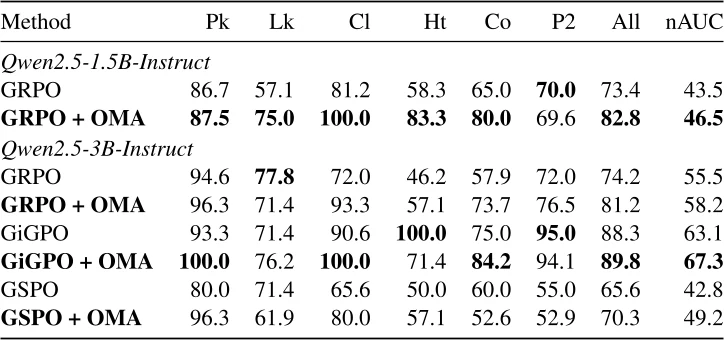 Method Pk Lk Cl Ht Co P2 All nAUC
Qwen2.5-1.5B-Instruct
GRPO 86.7 57.1 81.2 58.3 65.0 70.0 73.4 43.5
GRPO + OMA 87.5 75.0 100.0 83.3 80.0 69.6 82.8 46.5
Qwen2.5-3B-Instruct
GRPO 94.6 77.8 72.0 46.2 57.9 72.0 74.2 55.5
GRPO + OMA 96.3 71.4 93.3 57.1 73.7 76.5 81.2 58.2
GiGPO 93.3 71.4 90.6 100.0 75.0 95.0 88.3 63.1
GiGPO + OMA 100.0 76.2 100.0 71.4 84.2 94.1 89.8 67.3
GSPO 80.0 71.4 65.6 50.0 60.0 55.0 65.6 42.8
GSPO + OMA 96.3 61.9 80.0 57.1 52.6 52.9 70.3 49.2